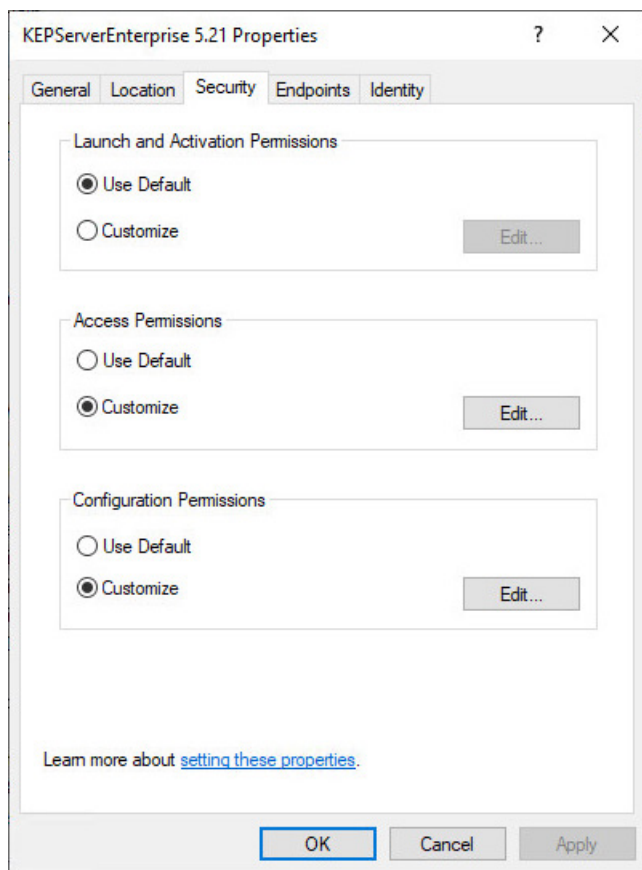 KEPServerEnterprise 5.21 Properties
?
General Location Security Endpoints Identity
Launch and Activation Permissions
Use Default
Customize
Edit...
Access Permissions
Use Default
Customize
Edit...
Configuration Permissions
Use Default
Customize
Edit...
Learn more about setting these properties.
OK Cancel Apply